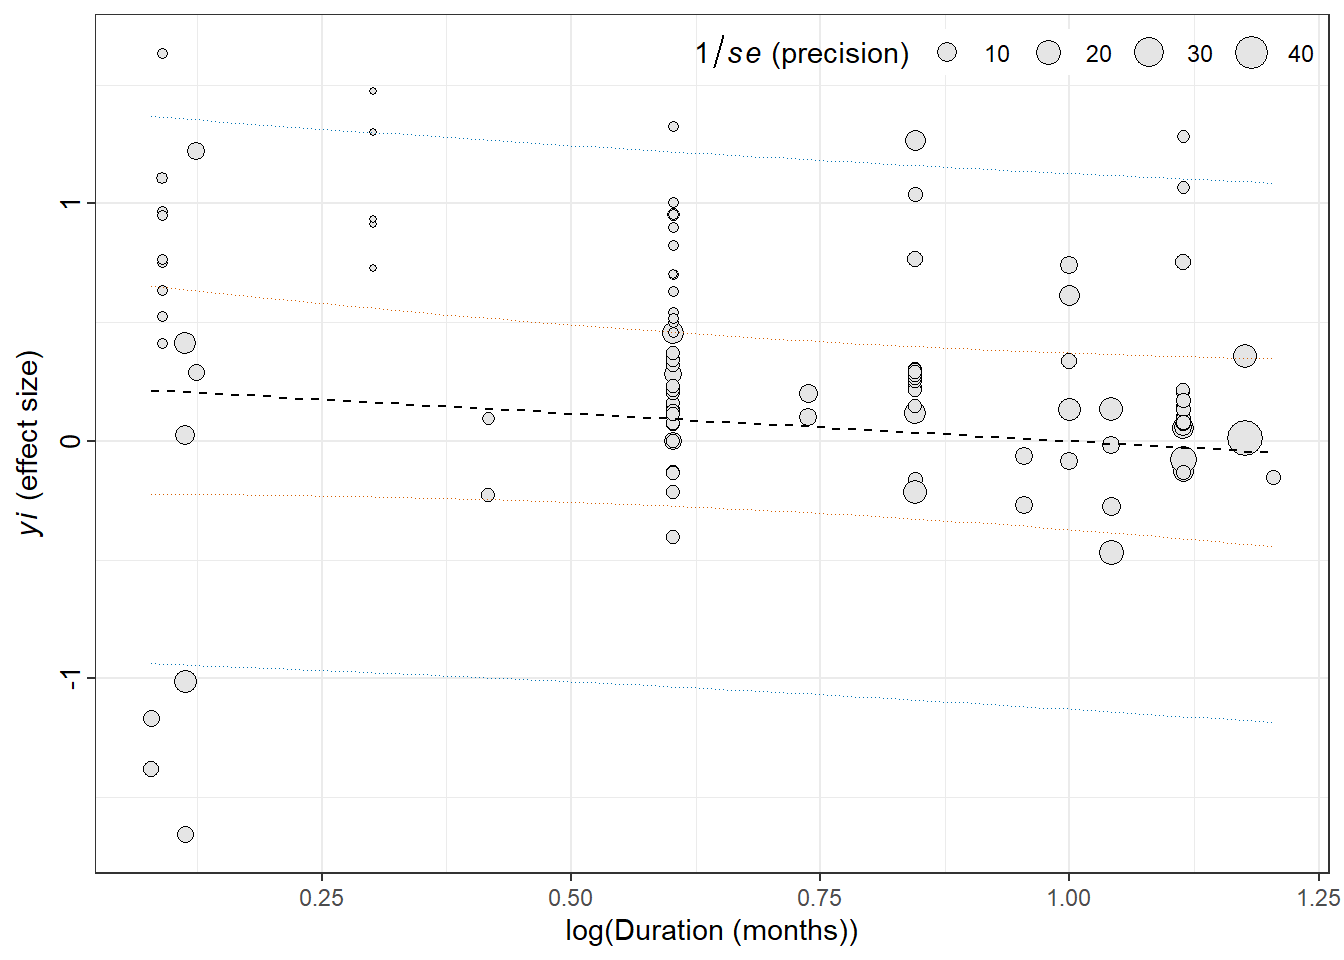 1/se (precision) 10 20 30 40
yi (effect size)
1
0
-1
0.25 0.50 0.75 1.00 1.25
log(Duration (months))